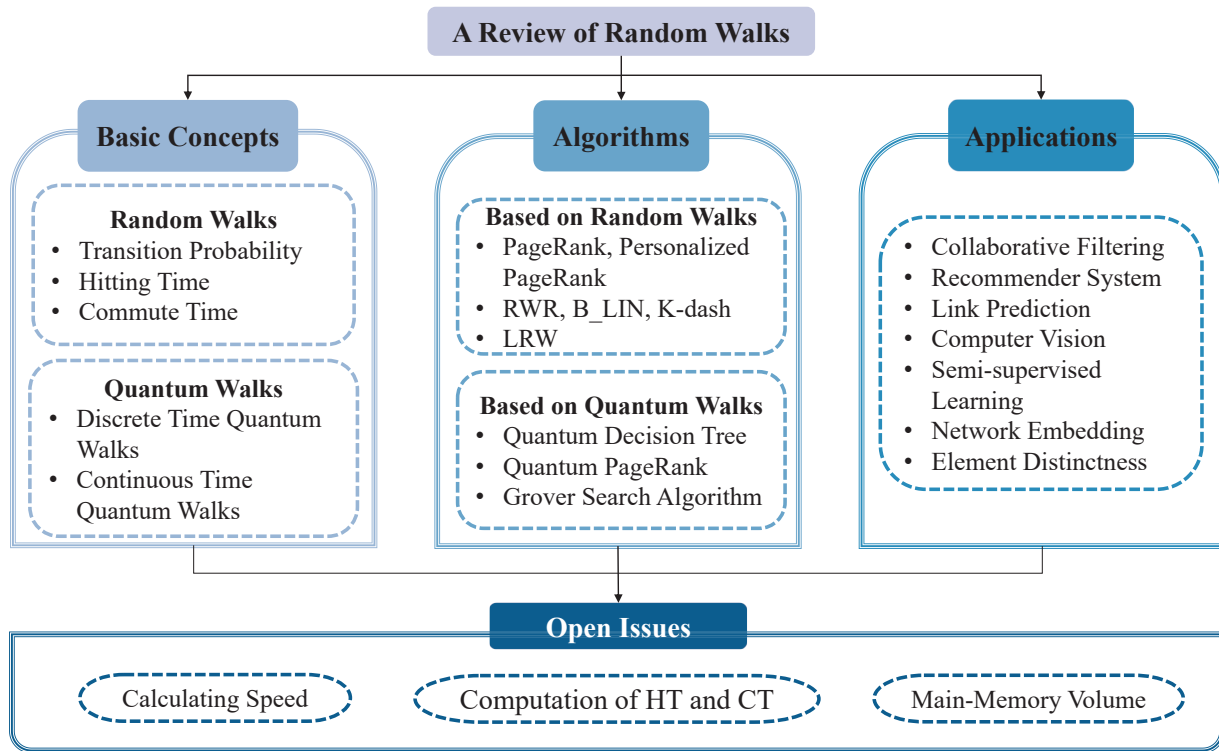 A Review of Random Walks
Basic Concepts
Random Walks
• Transition Probability
• Hitting Time
• Commute Time
Quantum Walks
• Discrete Time Quantum
Walks
• Continuous Time
Quantum Walks
Algorithms
Based on Random Walks
• PageRank, Personalized
PageRank
• RWR, B_LIN, K-dash
• LRW
Based on Quantum Walks
• Quantum Decision Tree
• Quantum PageRank
• Grover Search Algorithm
Applications
• Collaborative Filtering
• Recommender System
• Link Prediction
• Computer Vision
• Semi-supervised
Learning
• Network Embedding
• Element Distinctness
Open Issues
Calculating Speed
Computation of HT and CT
Main-Memory Volume